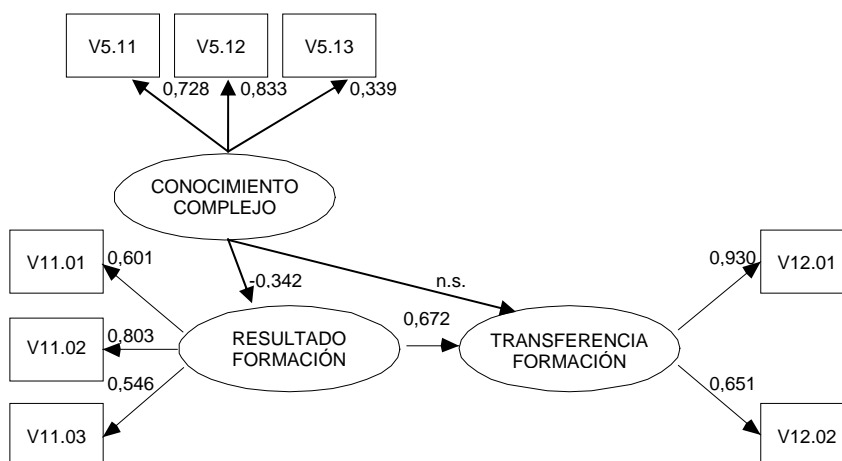 V5.11
V5.12
V5.13
0,728
0,833
0,339
CONOCIMIENTO
COMPLEJO
V11.01
0,601
-0,342
n.s.
0,930
V12.01
V11.02
0,803
RESULTADO
FORMACIÓN
0,672
TRANSFERENCIA
FORMACIÓN
0,546
0,651
V11.03
V12.02